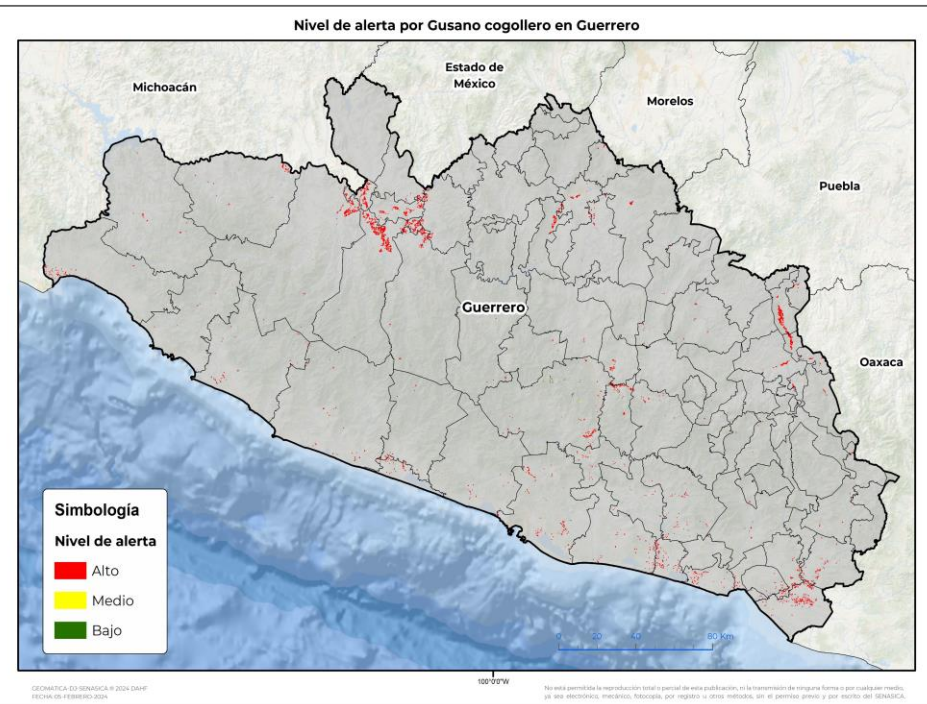 Nivel de alerta por Gusano cogollero en Guerrero
Estado de
México
Michoacán
Morelos
Puebla
Guerrero
Oaxaca
Simbología
Nivel de alerta
Alto
Medio
Bajo
0 20 40 80 Km
100°0'0"W
GEOMÁTICA-D3-SENASICA ® 2024 DAHF
FECHA: 05-FEBRERO-2024
No está permitida la reproducción total o parcial de esta publicación, ni la transmisión de ninguna forma o por cualquier medio,
ya sea electrónico, mecánico, fotocopia, por registro u otros métodos, sin el permiso previo y por escrito del SENASICA.